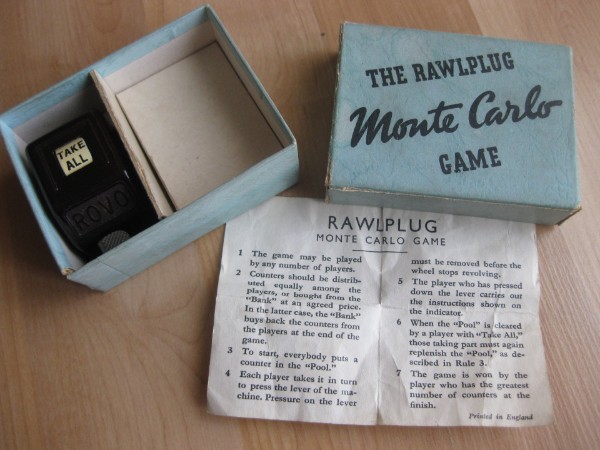 THE RAWLPLUG
Monte Carlo
GAME
TAKE
ALL
ROVO
RAWLPLUG
MONTE CARLO GAME
1 The game may be played
by any number of players.
2 Counters should be distrib-
uted equally among the
players, or bought from the
"Bank" at an agreed price.
In the latter case, the "Bank"
buys back the counters from
the players at the end of the
game.
3 To start, everybody puts a
counter in the "Pool."
4 Each player takes it in turn
to press the lever of the ma-
chine. Pressure on the lever
must be removed before the
wheel stops revolving.
5 The player who has pressed
down the lever carries out
the instructions shown on
the indicator.
6 When the "Pool" is cleared
by a player with "Take All,"
those taking part must again
replenish the "Pool," as de-
scribed in Rule 3.
7 The game is won by the
player who has the greatest
number of counters at the
finish.
Printed in England